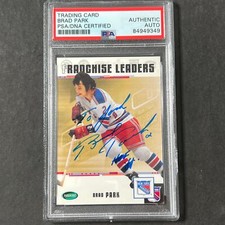 TRADING CARD
BRAD PARK
PSA/DNA CERTIFIED
AUTHENTIC
AUTO
84949349
PSA
FRANCHISE LEADERS
BRAD PARK